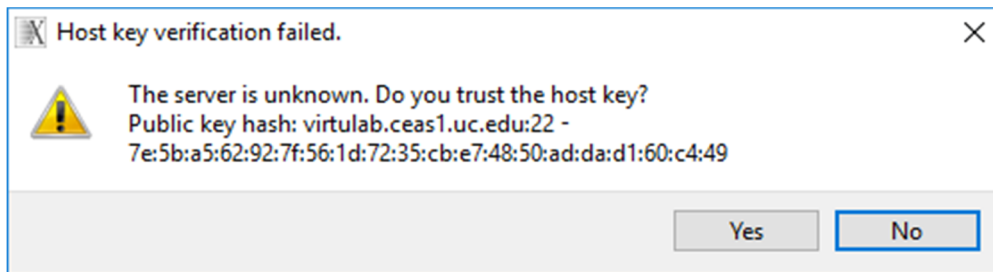 Host key verification failed.
The server is unknown. Do you trust the host key?
Public key hash: virtulab.ceas1.uc.edu:22 -
7e:5b:a5:62:92:7f:56:1d:72:35:cb:e7:48:50:ad:da:d1:60:c4:49
Yes No